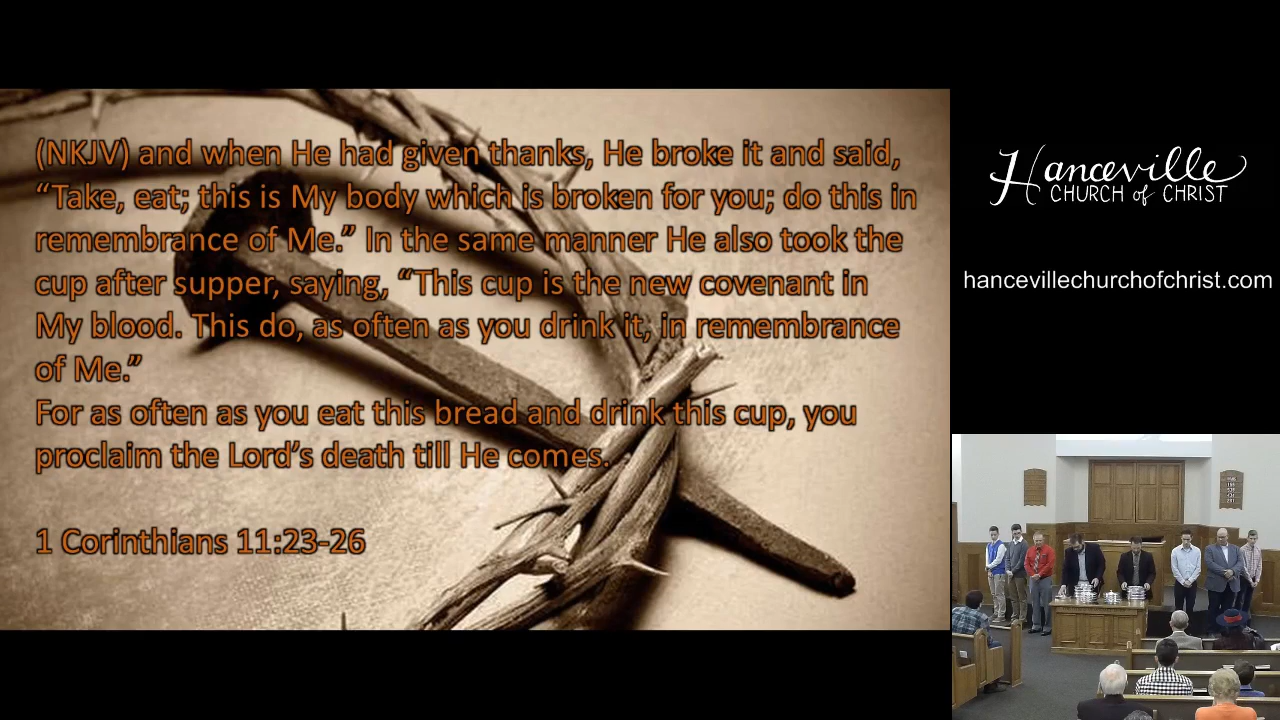 (NKJV) and when He had given thanks, He broke it and said,
“Take, eat; this is My body which is broken for you; do this in
remembrance of Me.” In the same manner He also took the
cup after supper, saying, “This cup is the new covenant in
My blood. This do, as often as you drink it, in remembrance
of Me.”
For as often as you eat this bread and drink this cup, you
proclaim the Lord’s death till He comes.
1 Corinthians 11:23-26
Hanceville
CHURCH of CHRIST
hancevillechurchofchrist.com